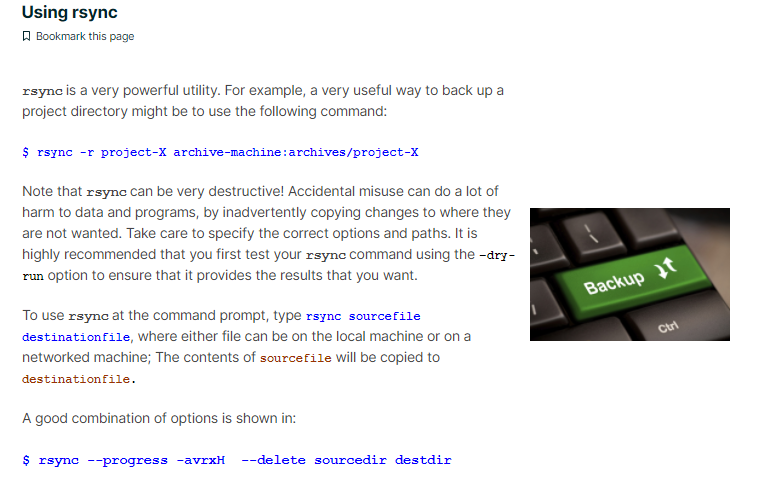 Using rsync
Bookmark this page
rsync is a very powerful utility. For example, a very useful way to back up a
project directory might be to use the following command:
$ rsync -r project-X archive-machine:archives/project-X
Note that rsync can be very destructive! Accidental misuse can do a lot of
harm to data and programs, by inadvertently copying changes to where they
are not wanted. Take care to specify the correct options and paths. It is
highly recommended that you first test your rsync command using the -dry-
run option to ensure that it provides the results that you want.
To use rsync at the command prompt, type rsync sourcefile
destinationfile, where either file can be on the local machine or on a
networked machine; The contents of sourcefile will be copied to
destinationfile.
A good combination of options is shown in:
$ rsync --progress -avrxH  --delete sourcedir destdir
Backup
Ctrl